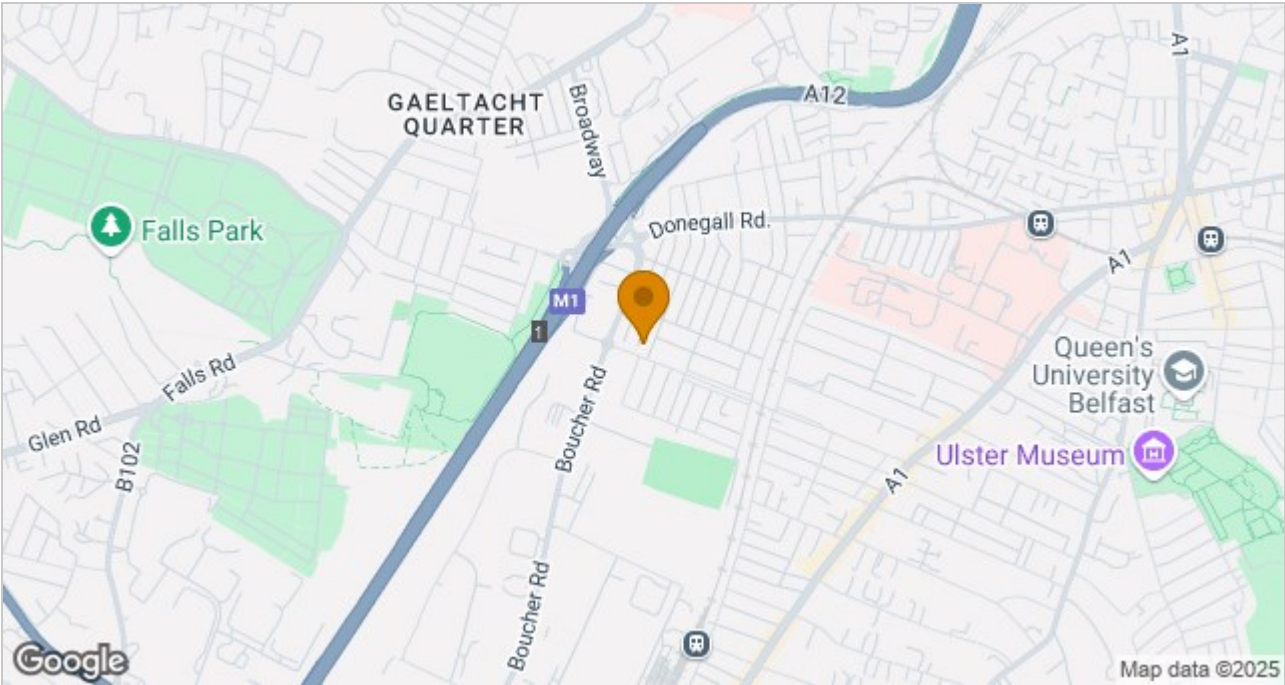 GAELTACHT
QUARTER
Broadway
A12
A1
Falls Park
Donegall Rd.
A1
M1
1
Queen's
University
Belfast
Falls Rd
Boucher Rd
Glen Rd
B102
Ulster Museum
A1
Boucher Rd
Google
Map data ©2025